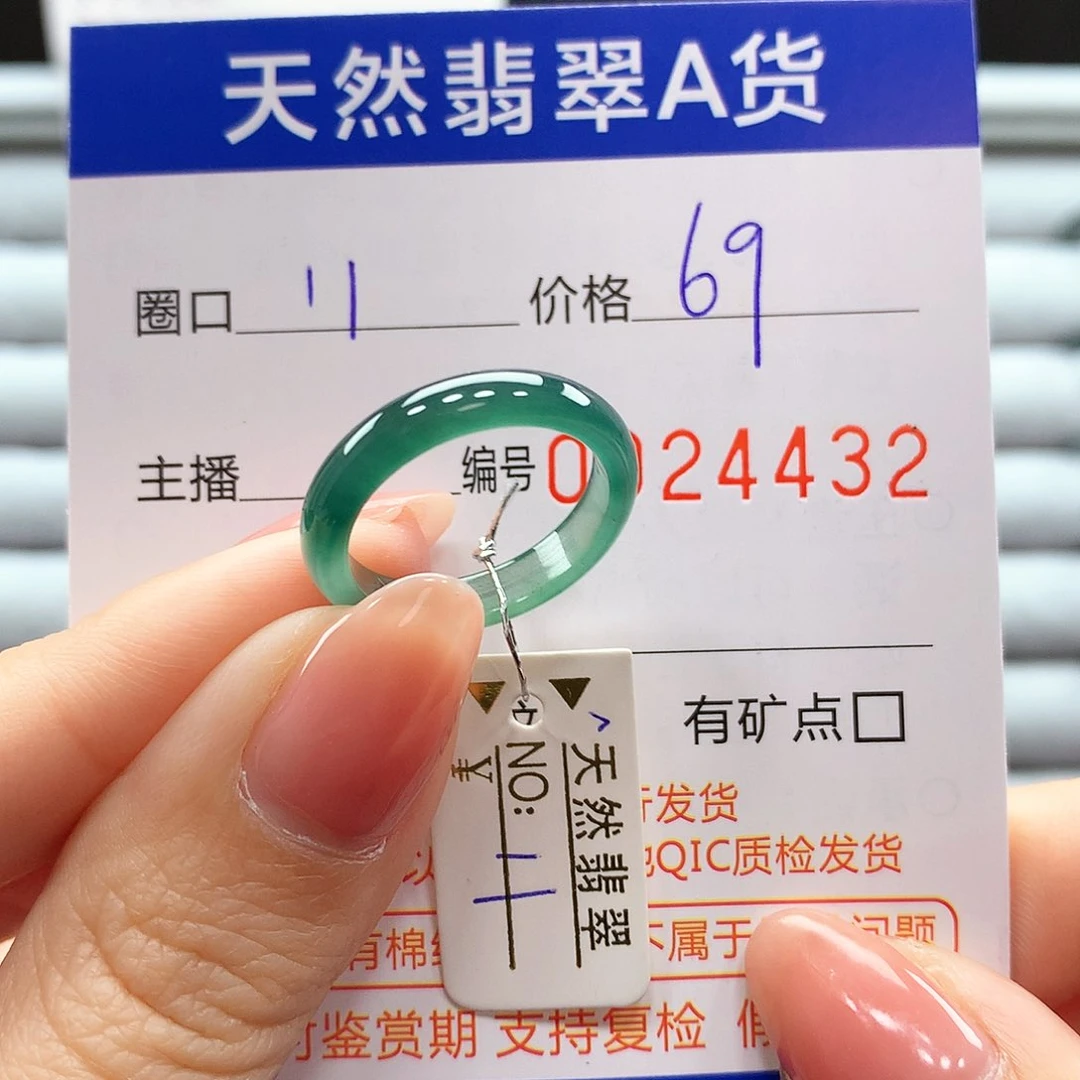 天然翡翠A货
圈口 11 价格 69
主播 编号 0024432
有矿点
发货
QIC质检发货
有棉 不属于 问题
鉴赏期 支持复检
天然翡翠
NO: 11
¥